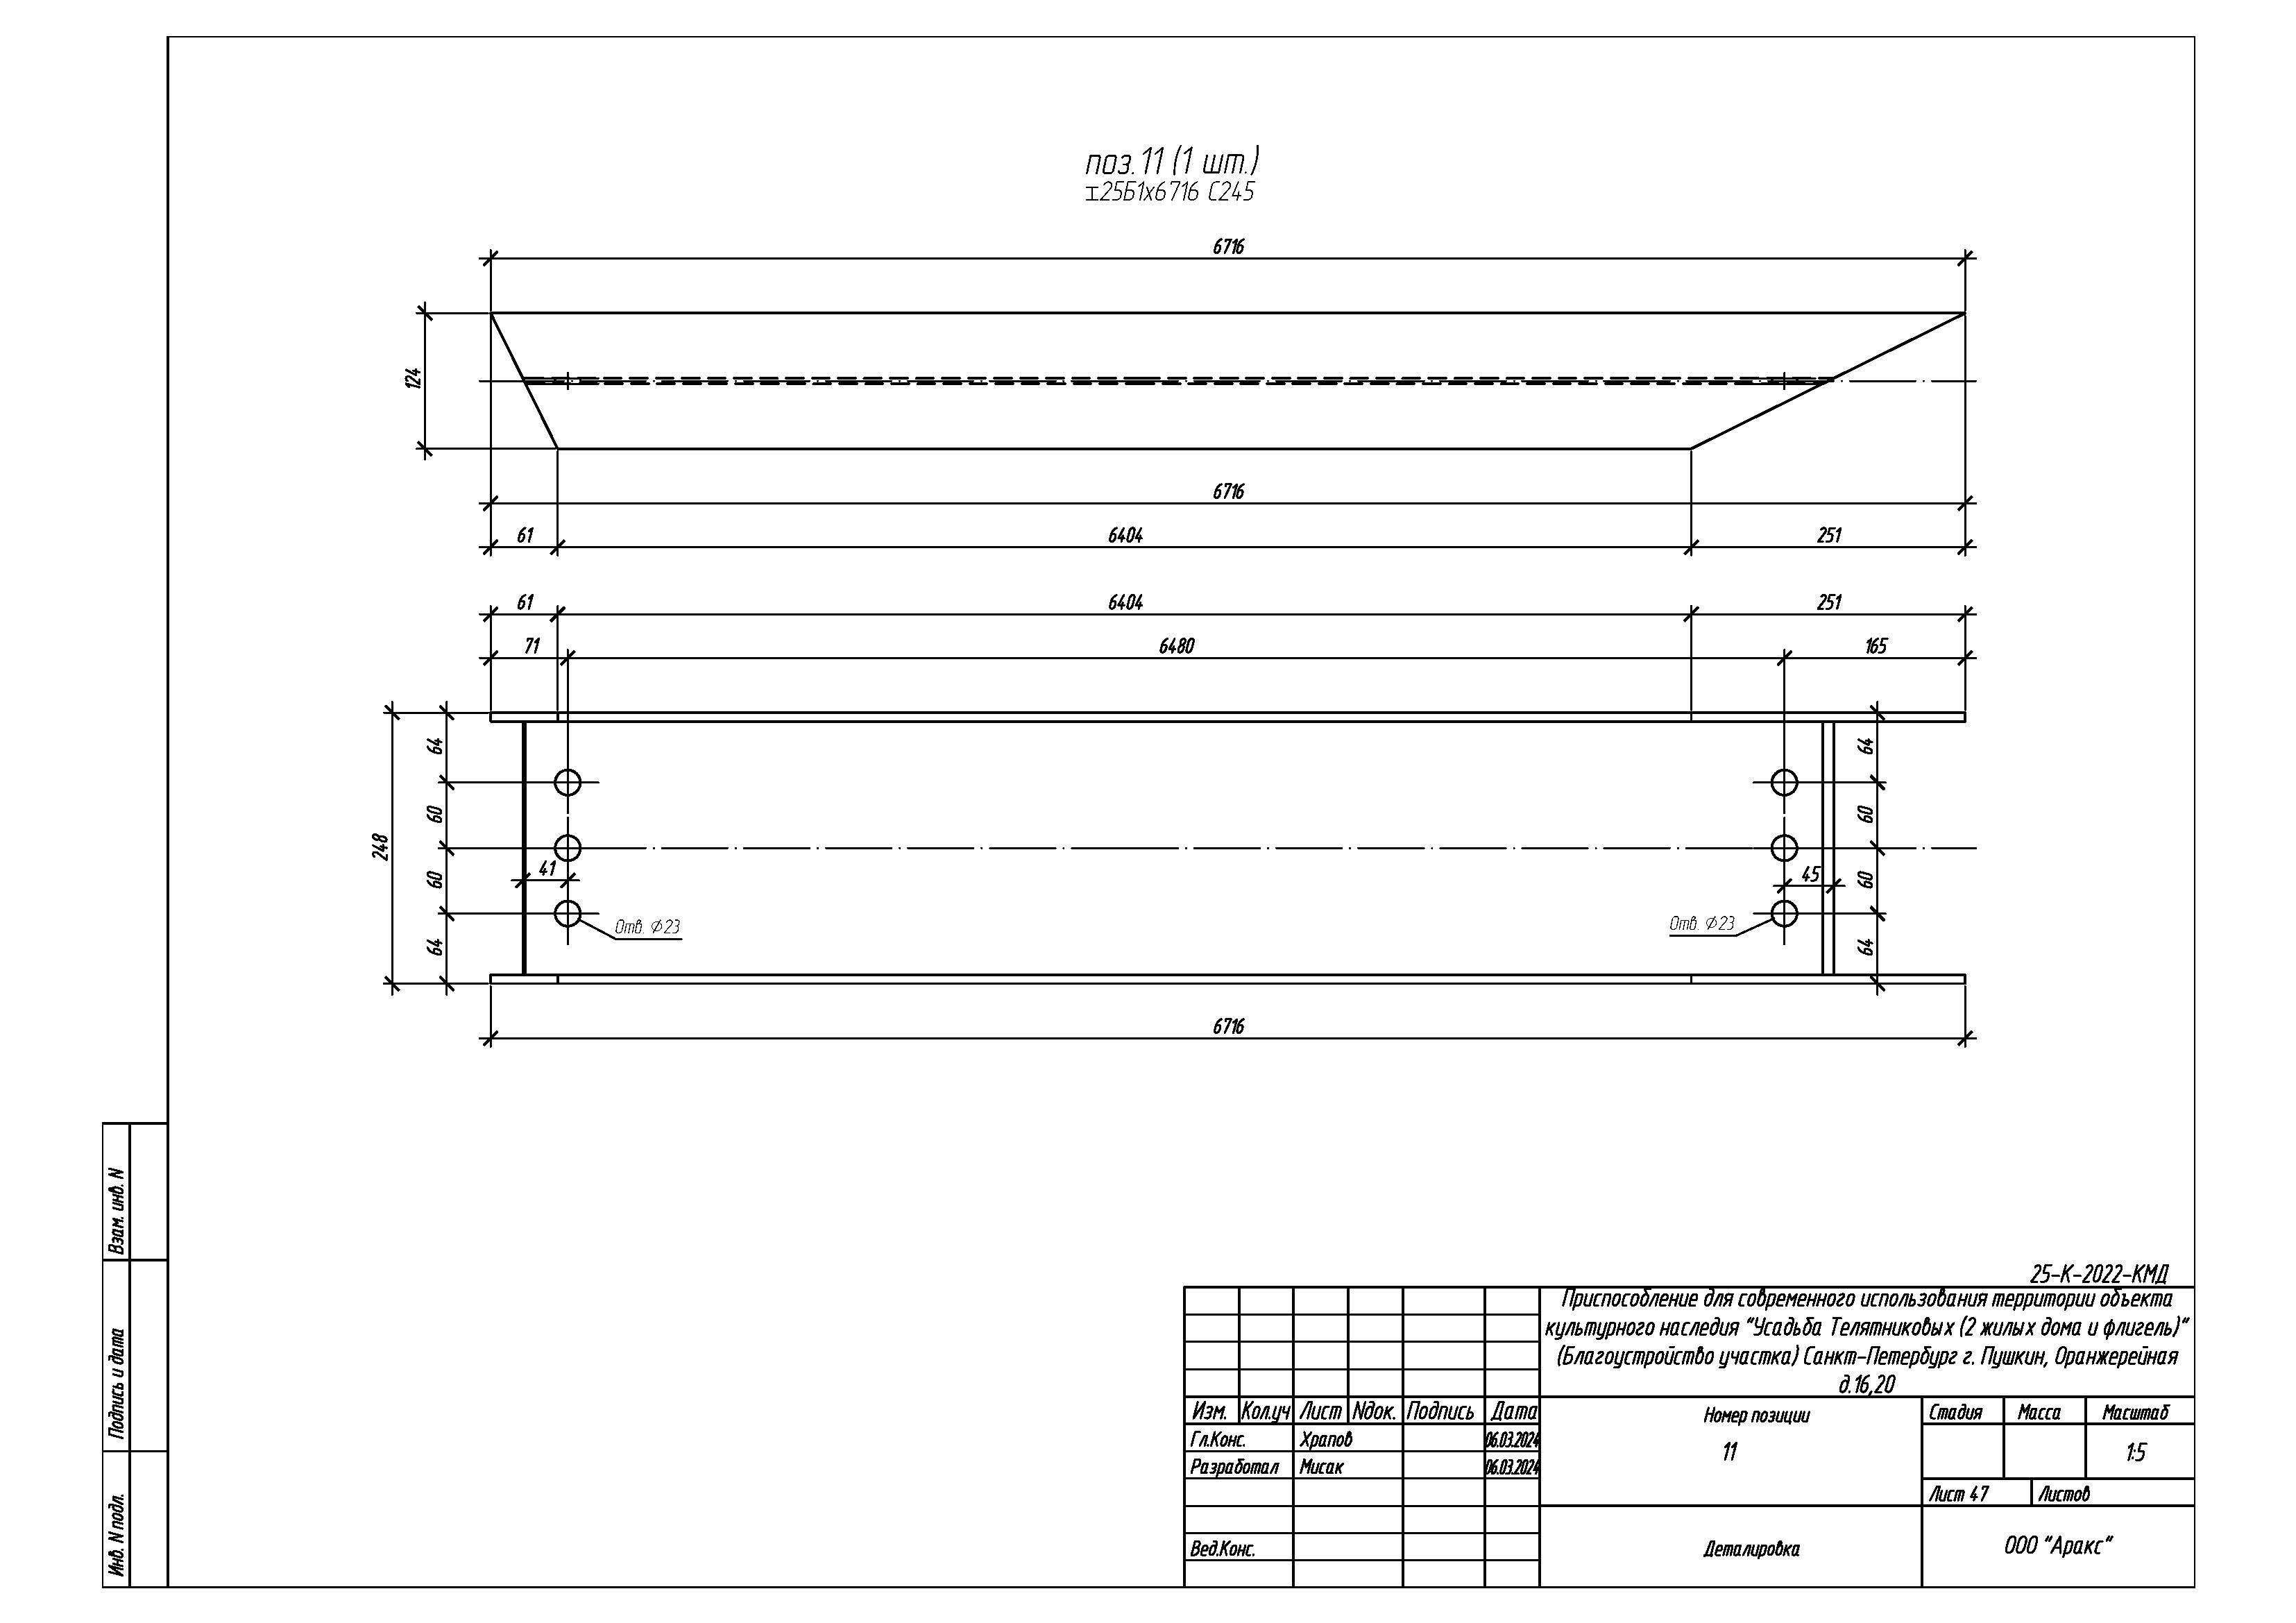 поз.11 (1 шт.)
⌶25Б1х6716 С245
6716
124
6716
61 6404 251
61 6404 251
71 6480 165
64 64
60 60
248
60 60
41 45
Отв. ⌀23 Отв. ⌀23
64 64
6716
Взам. инв. N
Подпись и дата
Инв. N подл.
25-К-2022-КМД
Приспособление для современного использования территории объекта
культурного наследия "Усадьба Телятниковых (2 жилых дома и флигель)"
(Благоустройство участка) Санкт-Петербург г. Пушкин, Оранжерейная
д.16,20
Изм. Кол.уч Лист Nдок. Подпись Дата Номер позиции Стадия Масса Масштаб
Гл.Конс. Храпов 06.03.2024 11 1:5
Разработал Мисак 06.03.2024
Лист 47 Листов
Вед.Конс. Деталировка ООО "Аракс"